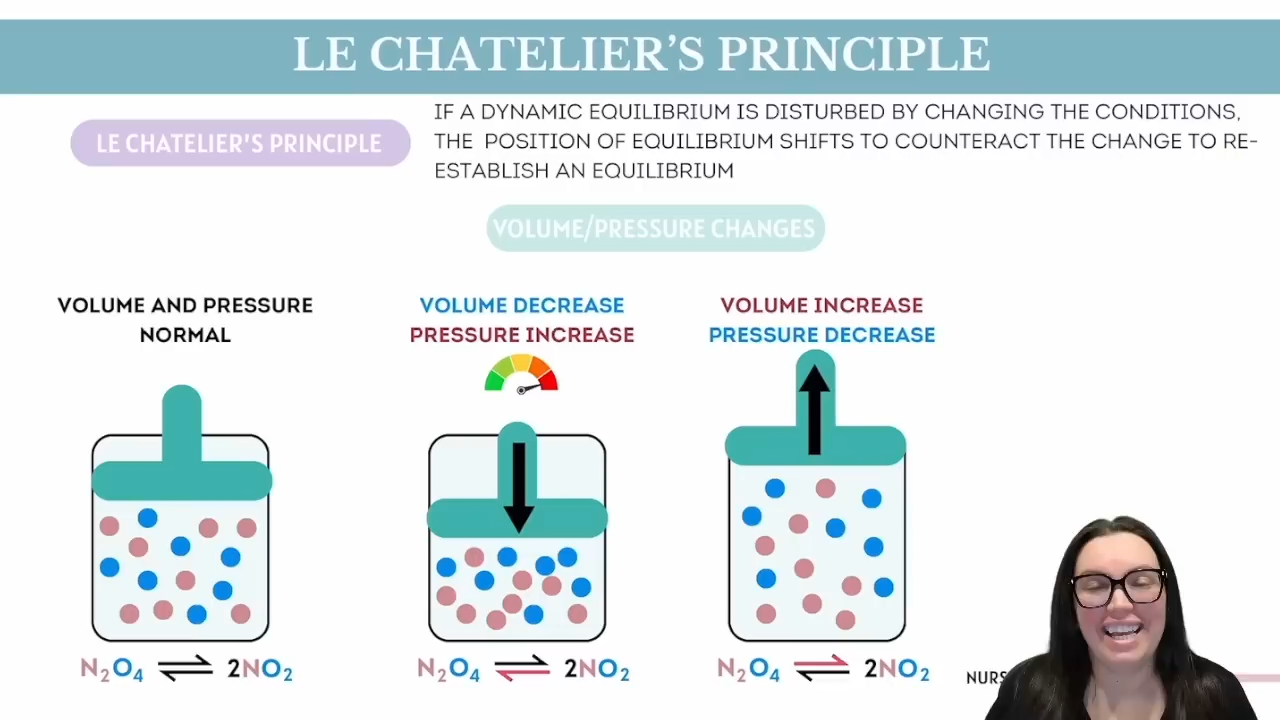 LE CHATELIER'S PRINCIPLE
LE CHATELIER'S PRINCIPLE
IF A DYNAMIC EQUILIBRIUM IS DISTURBED BY CHANGING THE CONDITIONS,
THE POSITION OF EQUILIBRIUM SHIFTS TO COUNTERACT THE CHANGE TO RE-
ESTABLISH AN EQUILIBRIUM
VOLUME/PRESSURE CHANGES
VOLUME AND PRESSURE
NORMAL
VOLUME DECREASE
PRESSURE INCREASE
VOLUME INCREASE
PRESSURE DECREASE
N₂O₄ ⇌ 2NO₂
N₂O₄ ⇌ 2NO₂
N₂O₄ ⇌ 2NO₂